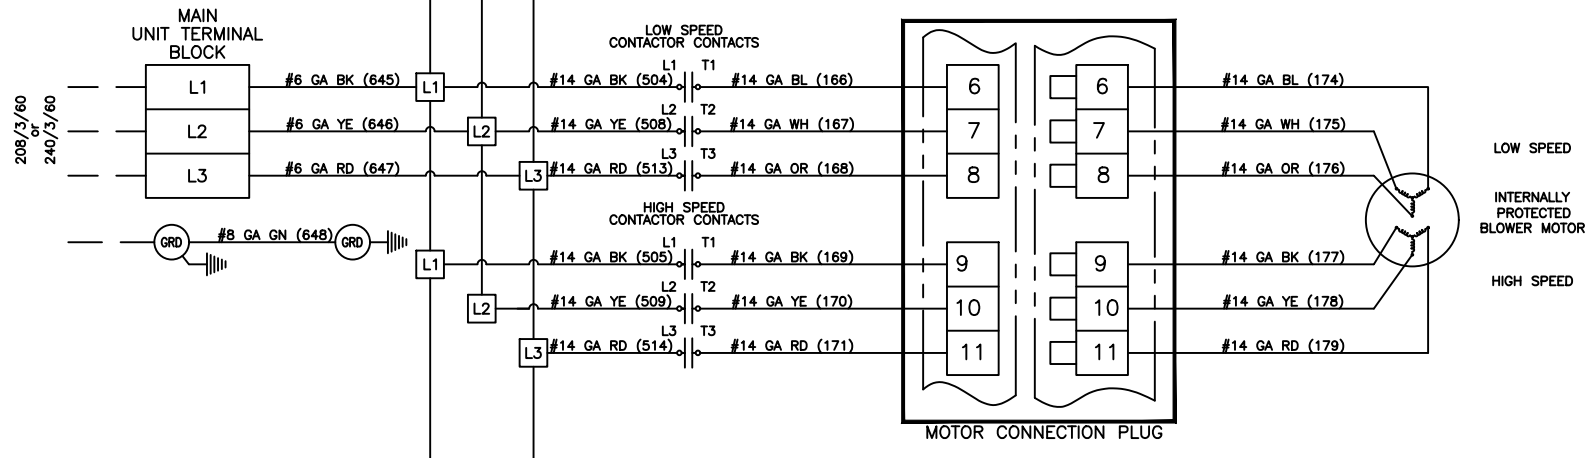 MAIN
UNIT TERMINAL
BLOCK
208/3/60
or
240/3/60
L1
#6 GA BK (645)
L1
L2
#6 GA YE (646)
L2
L3
#6 GA RD (647)
L3
GRD
#8 GA GN (648)
GRD
LOW SPEED
CONTACTOR CONTACTS
#14 GA BK (504)
L1
T1
#14 GA BL (166)
#14 GA YE (508)
L2
T2
#14 GA WH (167)
#14 GA RD (513)
L3
T3
#14 GA OR (168)
HIGH SPEED
CONTACTOR CONTACTS
L1
#14 GA BK (505)
L1
T1
#14 GA BK (169)
L2
#14 GA YE (509)
L2
T2
#14 GA YE (170)
L3
#14 GA RD (514)
L3
T3
#14 GA RD (171)
6
7
8
9
10
11
6
7
8
9
10
11
MOTOR CONNECTION PLUG
#14 GA BL (174)
#14 GA WH (175)
#14 GA OR (176)
#14 GA BK (177)
#14 GA YE (178)
#14 GA RD (179)
LOW SPEED
INTERNALLY
PROTECTED
BLOWER MOTOR
HIGH SPEED